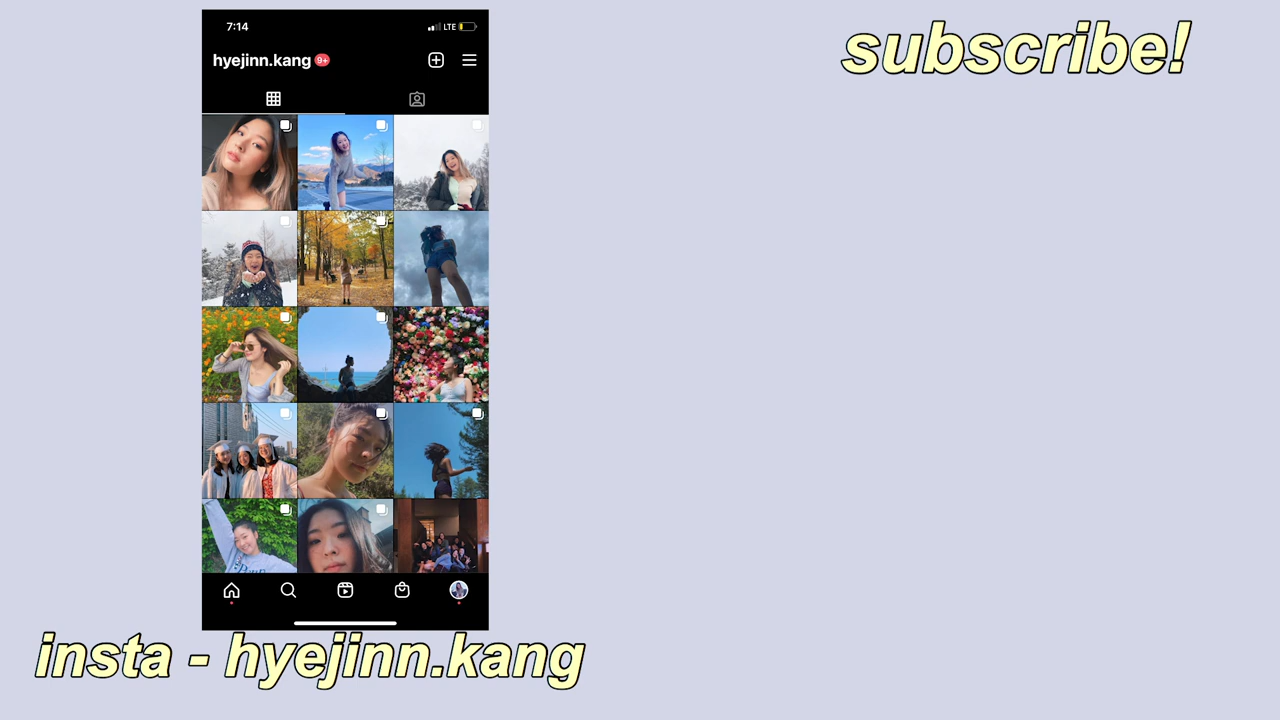 subscribe!
7:14
LTE
hyejinn.kang 9+
insta - hyejinn.kang